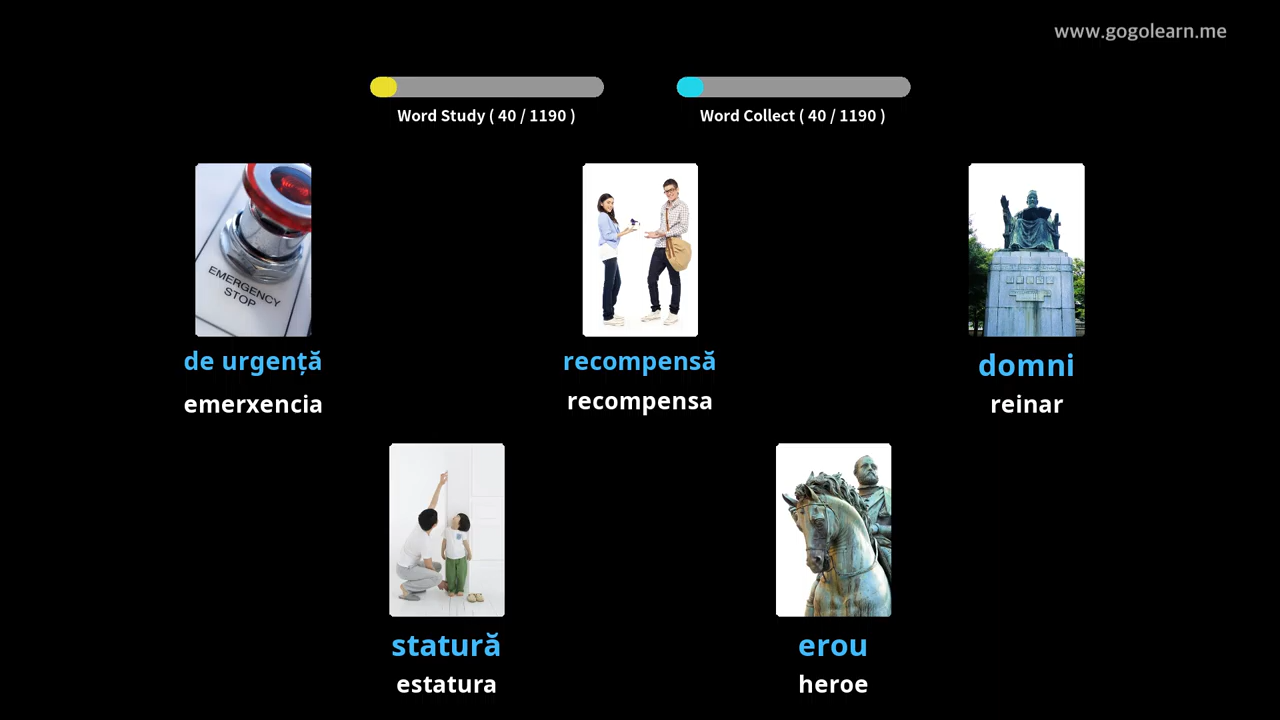 www.gogolearn.me
Word Study ( 40 / 1190 )
Word Collect ( 40 / 1190 )
EMERGENCY
STOP
de urgență
emerxencia
recompensă
recompensa
domni
reinar
statură
estatura
erou
heroe